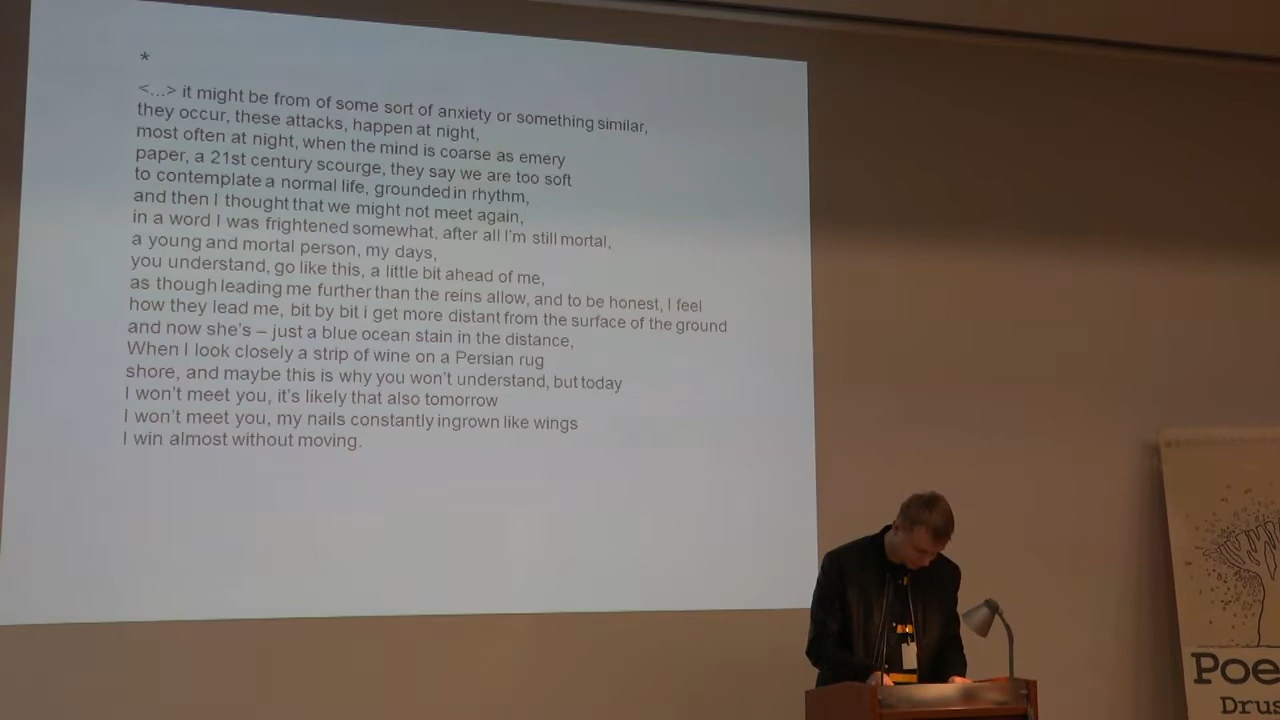 *
<...> it might be from of some sort of anxiety or something similar,
they occur, these attacks, happen at night,
most often at night, when the mind is coarse as emery
paper, a 21st century scourge, they say we are too soft
to contemplate a normal life, grounded in rhythm,
and then I thought that we might not meet again,
in a word I was frightened somewhat, after all I'm still mortal,
a young and mortal person, my days,
you understand, go like this, a little bit ahead of me,
as though leading me further than the reins allow, and to be honest, I feel
how they lead me, bit by bit i get more distant from the surface of the ground
and now she's – just a blue ocean stain in the distance,
When I look closely a strip of wine on a Persian rug
shore, and maybe this is why you won't understand, but today
I won't meet you, it's likely that also tomorrow
I won't meet you, my nails constantly ingrown like wings
I win almost without moving.
Poe
Drus